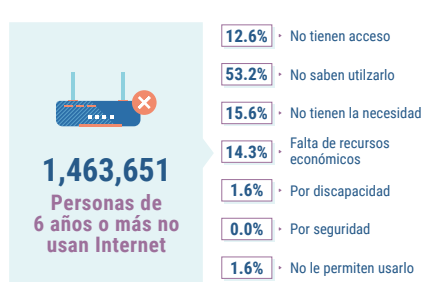 1,463,651
Personas de
6 años o más no
usan Internet
12.6% No tienen acceso
53.2% No saben utilzarlo
15.6% No tienen la necesidad
14.3% Falta de recursos
económicos
1.6% Por discapacidad
0.0% Por seguridad
1.6% No le permiten usarlo